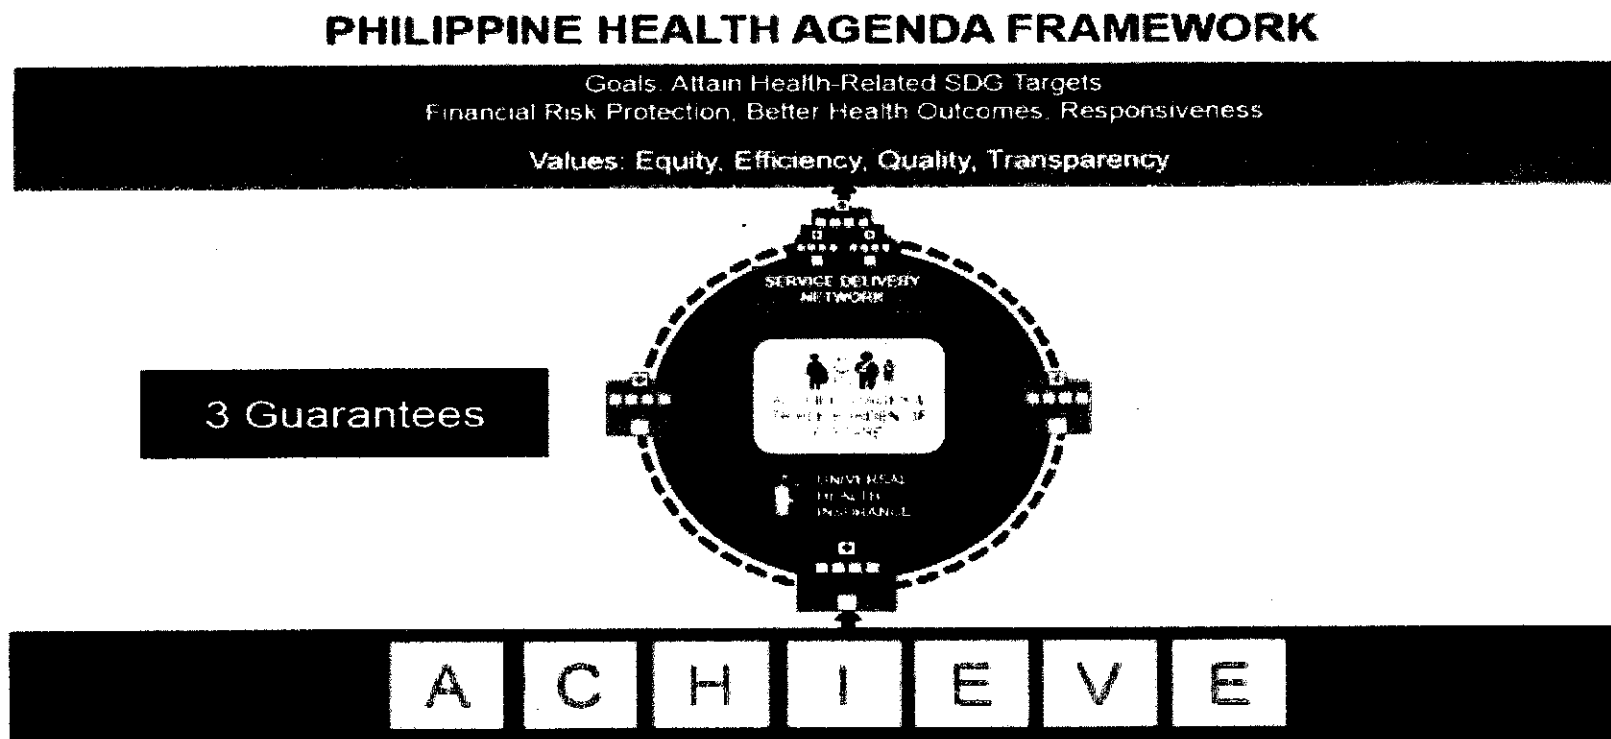 PHILIPPINE HEALTH AGENDA FRAMEWORK
Goals. Attain Health-Related SDG Targets
Financial Risk Protection, Better Health Outcomes, Responsiveness
Values: Equity, Efficiency, Quality, Transparency
SERVICE DELIVERY
NETWORK
3 Guarantees
UNIVERSAL
HEALTH
INSURANCE
A C H I E V E